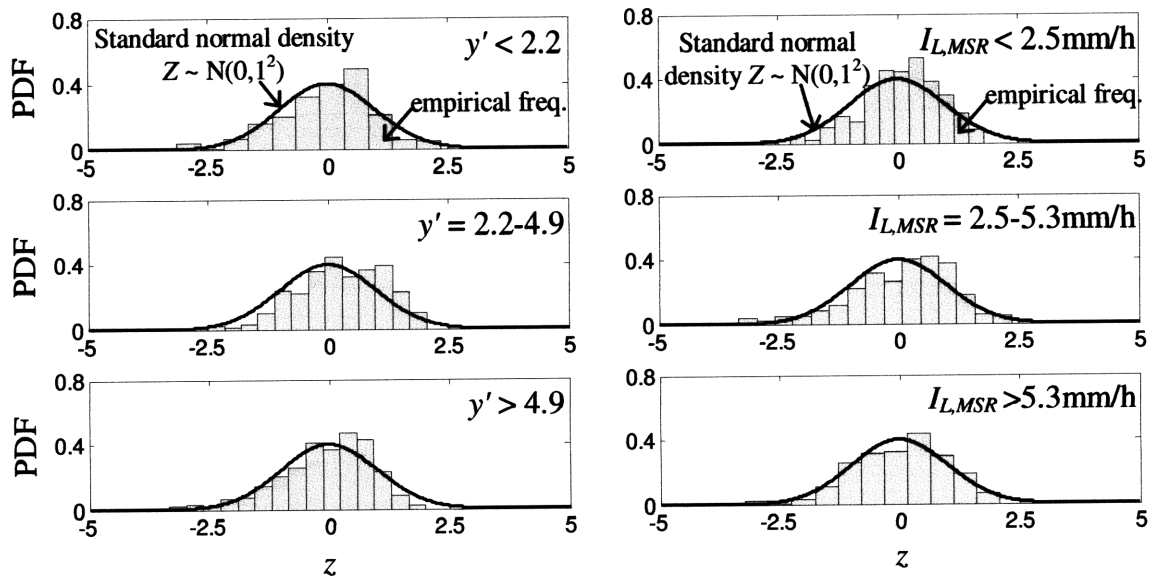 PDF
0.8
0.4
0
Standard normal density
Z ~ N(0,1²)
y′ < 2.2
empirical freq.
-5 -2.5 0 2.5 5
0.8
0.4
0
Standard normal
density Z ~ N(0,1²)
I_L,MSR < 2.5mm/h
empirical freq.
-5 -2.5 0 2.5 5
PDF
0.8
0.4
0
y′ = 2.2-4.9
-5 -2.5 0 2.5 5
0.8
0.4
0
I_L,MSR = 2.5-5.3mm/h
-5 -2.5 0 2.5 5
PDF
0.8
0.4
0
y′ > 4.9
-5 -2.5 0 2.5 5
z
0.8
0.4
0
I_L,MSR >5.3mm/h
-5 -2.5 0 2.5 5
z